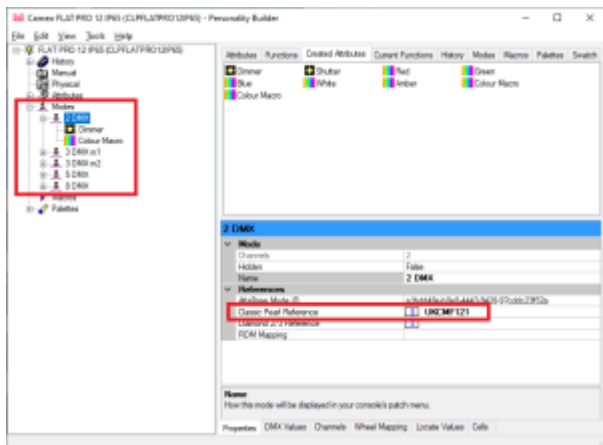 Cameo FLAT PRO 12 IP65 (CLPFLATPRO12IP65) - Personality Builder
File Edit View Tools Help
FLAT PRO 12 IP65 (CLPFLATPRO12IP65)
History
Manual
Physical
Attributes
Modes
2 DMX
Dimmer
Colour Macro
3 DMX m1
3 DMX m2
5 DMX
8 DMX
Macros
Palettes
Attributes Functions Created Attributes Current Functions History Modes Macros Palettes Swatch
Dimmer Shutter Red Green
Blue White Amber Colour Macro
Colour Macro
2 DMX
Mode
Channels 2
Hidden False
Name 2 DMX
References
Classic Pearl Reference UXCMF121
Diamond 2/3 Reference
RDM Mapping
Name
How this mode will be displayed in your console's patch menu.
Properties DMX Values Channels Wheel Mapping Locate Values Cells